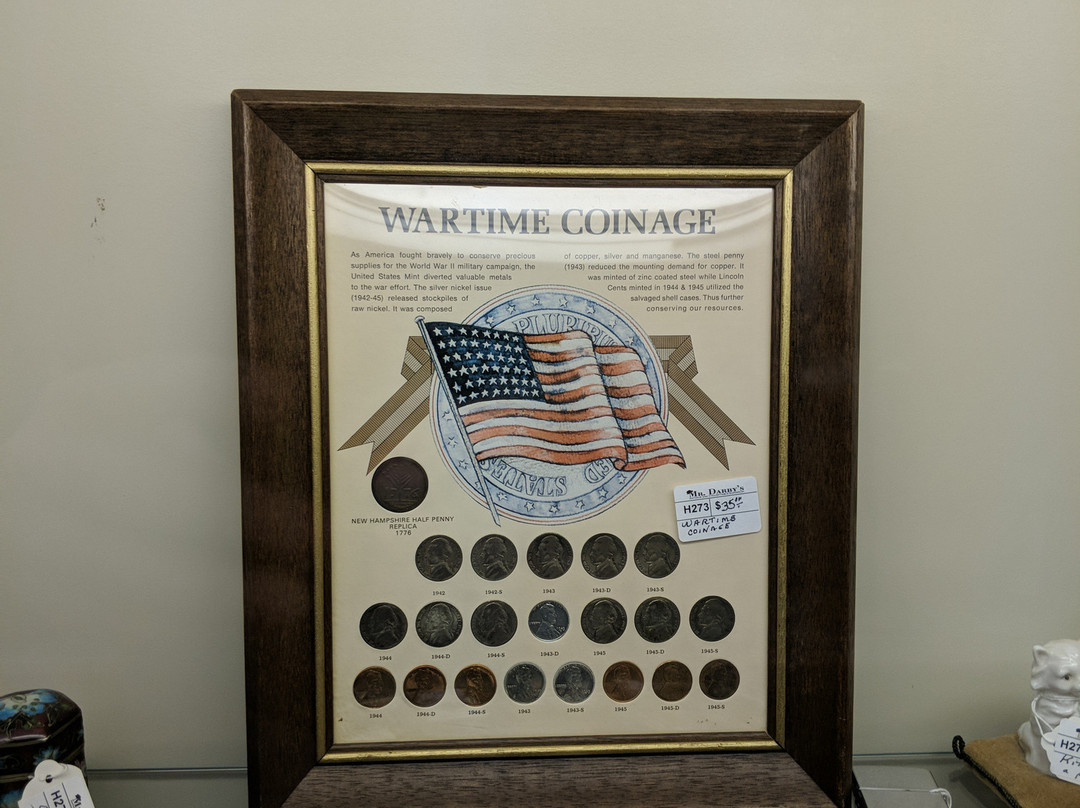 WARTIME COINAGE
As America fought bravely to conserve precious
supplies for the World War II military campaign, the
United States Mint diverted valuable metals
to the war effort. The silver nickel issue
(1942-45) released stockpiles of
raw nickel. It was composed
of copper, silver and manganese. The steel penny
(1943) reduced the mounting demand for copper. It
was minted of zinc coated steel while Lincoln
Cents minted in 1944 & 1945 utilized the
salvaged shell cases. Thus further
conserving our resources.
PLURIBU
STATES
ED
NEW HAMPSHIRE HALF PENNY
REPLICA
1776
MR. DARBY'S
H273 $35
WARTIME
COINAGE
1942 1942-S 1943 1943-D 1943-S
1944 1944-D 1944-S 1943-D 1945 1945-D 1945-S
1944 1944-D 1944-S 1943 1943-S 1945 1945-D 1945-S